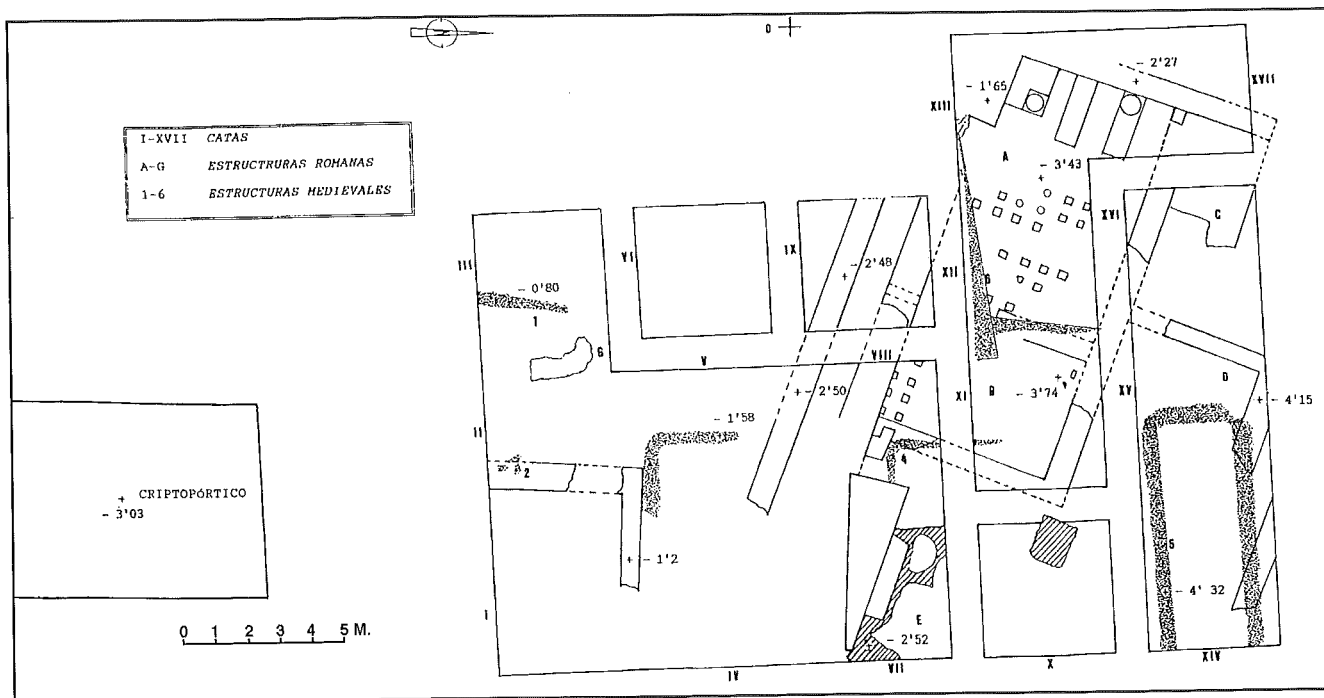 0
I-XVII CATAS
A-G ESTRUCTRURAS ROMANAS
1-6 ESTRUCTURAS MEDIEVALES
- 2'27
- 1'65
XIII
XVII
A
- 3'43
III
VI
IX
- 2'48
XII
XVI
C
- 0'80
1
G
6
V
VIII
- 2'50
XI
B
- 3'74
XV
D
- 4'15
II
- 1'58
2
4
CRIPTOPÓRTICO
- 3'03
- 1'2
5
- 4'32
I
E
- 2'52
0 1 2 3 4 5 M.
IV
VII
X
XIV